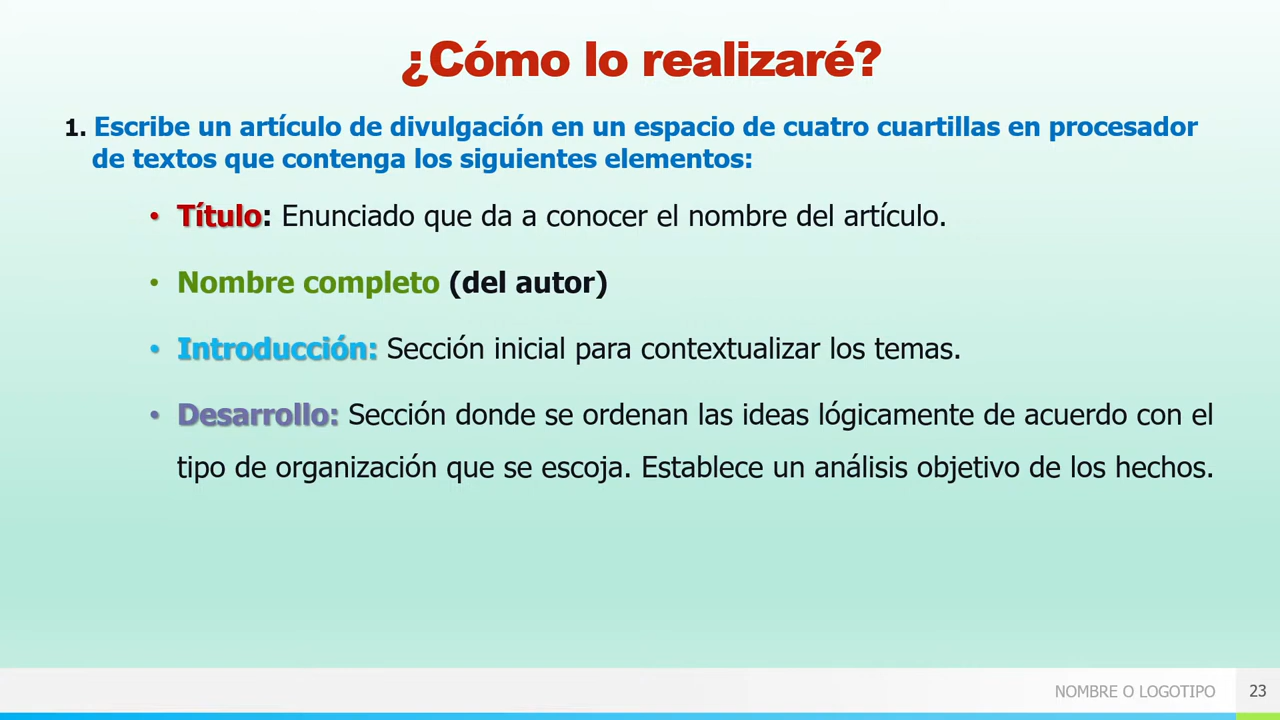 ¿Cómo lo realizaré?
1. Escribe un artículo de divulgación en un espacio de cuatro cuartillas en procesador
de textos que contenga los siguientes elementos:
• Título: Enunciado que da a conocer el nombre del artículo.
• Nombre completo (del autor)
• Introducción: Sección inicial para contextualizar los temas.
• Desarrollo: Sección donde se ordenan las ideas lógicamente de acuerdo con el
tipo de organización que se escoja. Establece un análisis objetivo de los hechos.
NOMBRE O LOGOTIPO 23